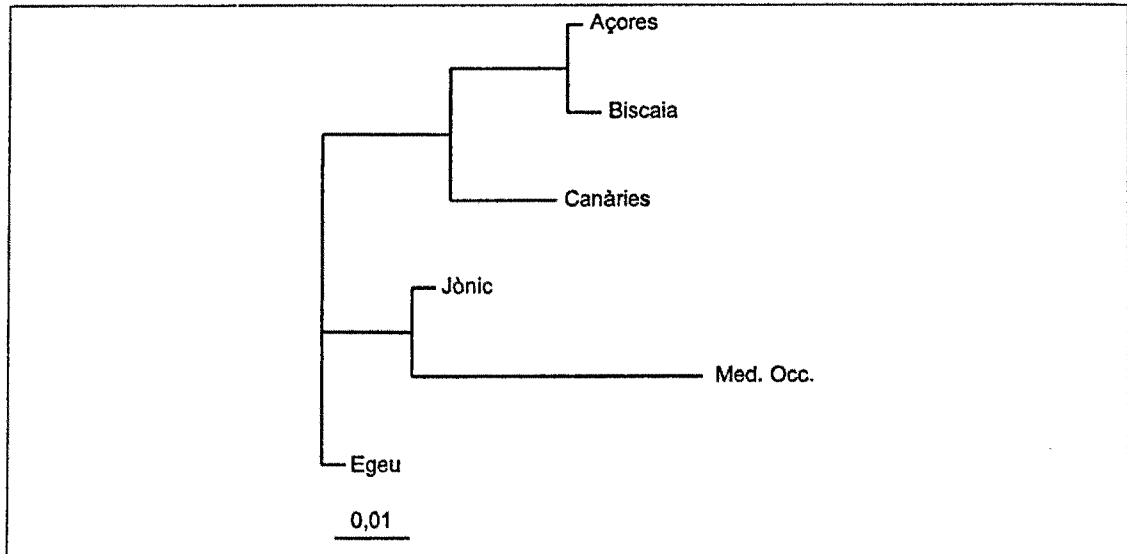 Açores
Biscaia
Canàries
Jònic
Med. Occ.
Egeu
0,01